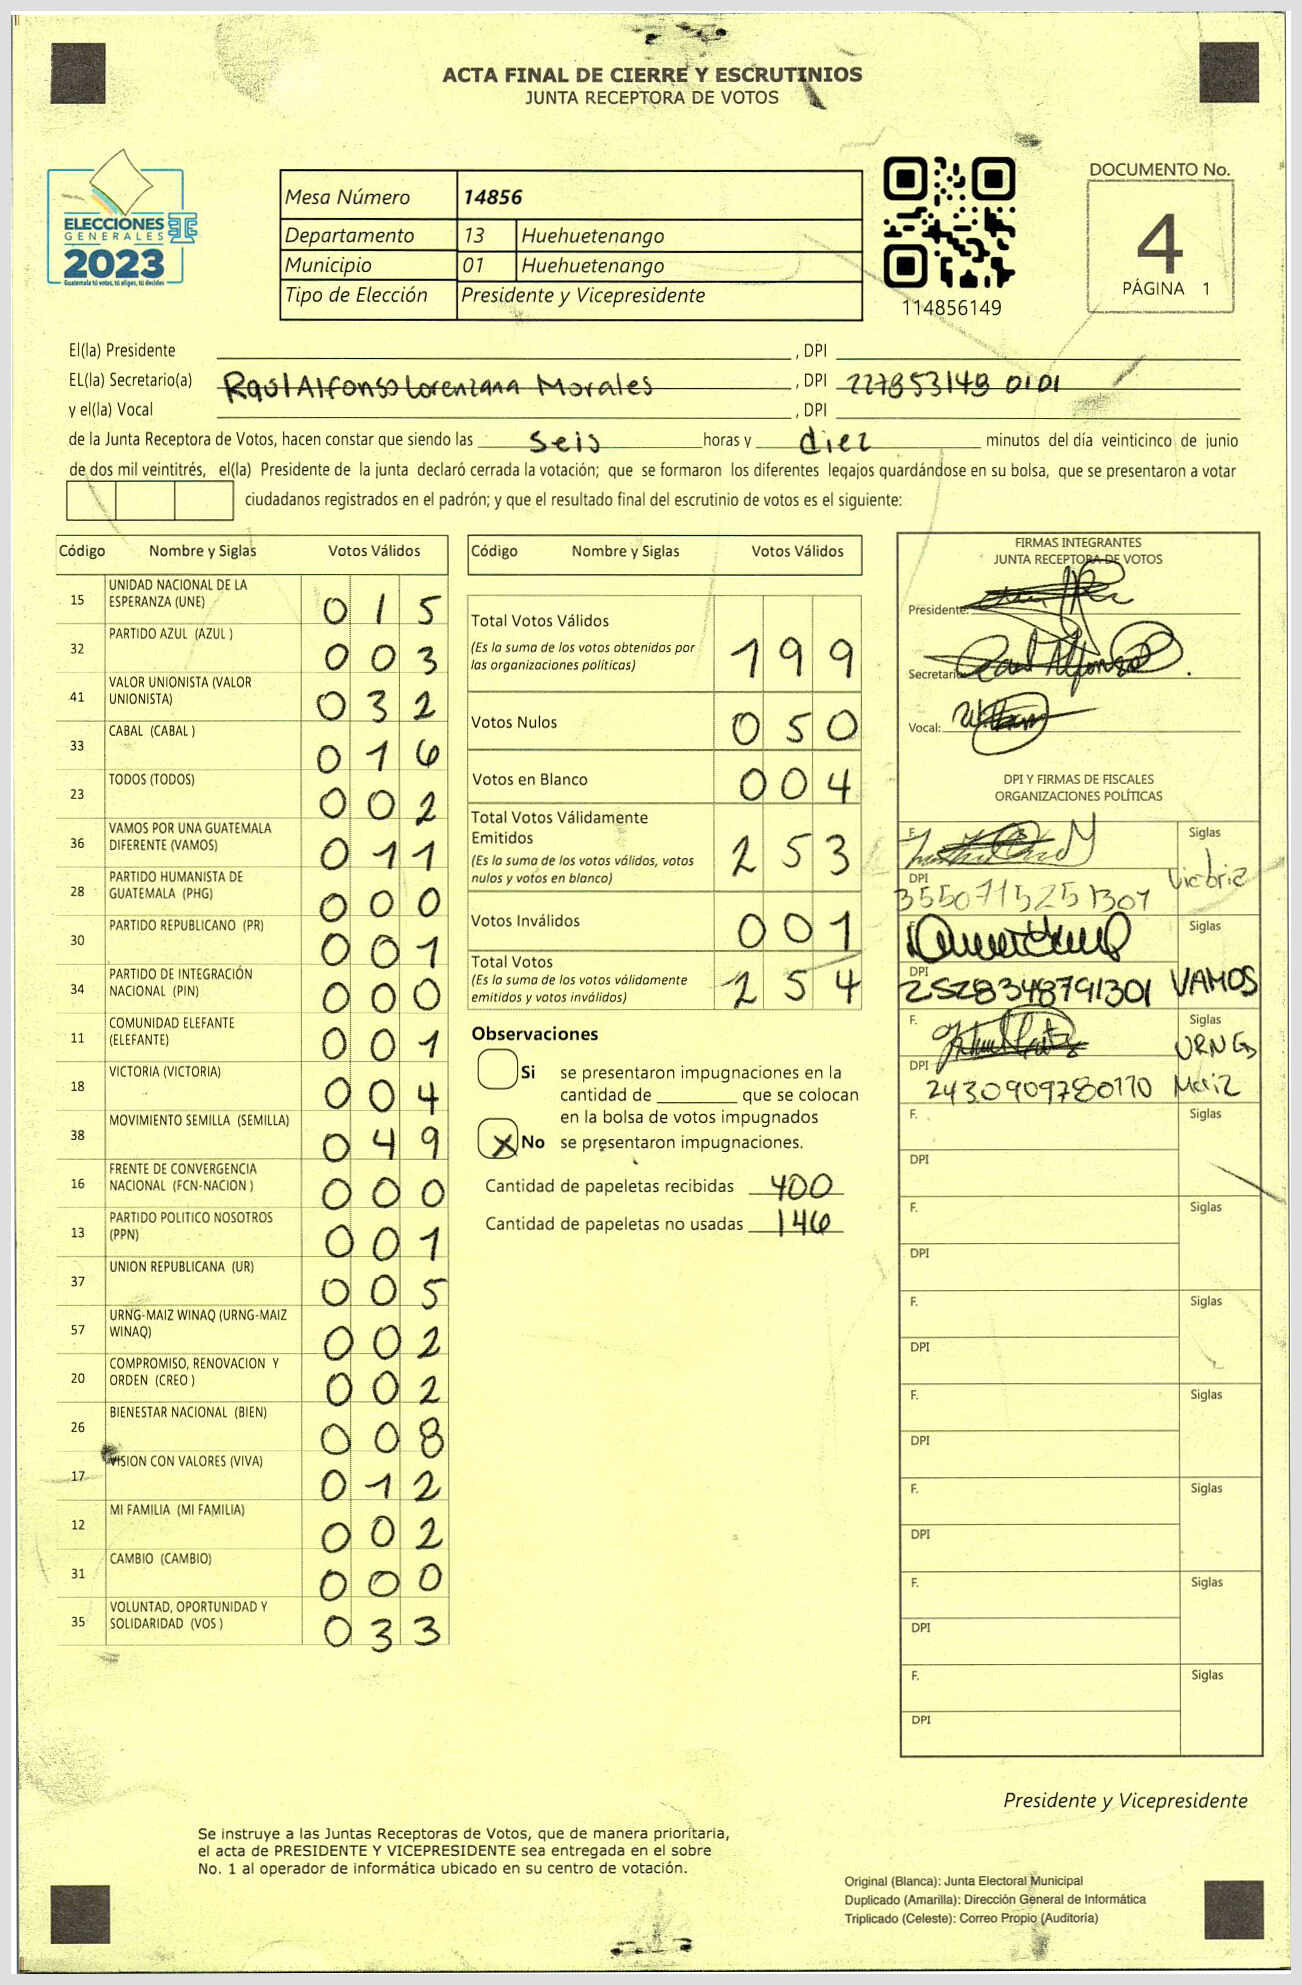 ACTA FINAL DE CIERRE Y ESCRUTINIOS
JUNTA RECEPTORA DE VOTOS
ELECCIONES
GENERALES
2023
Guatemala tú votas, tú eliges, tú decides
Mesa Número 14856
Departamento 13 Huehuetenango
Municipio 01 Huehuetenango
Tipo de Elección Presidente y Vicepresidente
114856149
DOCUMENTO No.
4
PÁGINA 1
El(la) Presidente , DPI
EL(la) Secretario(a) Raul Alfonso Lorenzana Morales , DPI 227853149 0101
y el(la) Vocal , DPI
de la Junta Receptora de Votos, hacen constar que siendo las seis horas y diez minutos del día veinticinco de junio
de dos mil veintitrés, el(la) Presidente de la junta declaró cerrada la votación; que se formaron los diferentes legajos quardándose en su bolsa, que se presentaron a votar
ciudadanos registrados en el padrón; y que el resultado final del escrutinio de votos es el siguiente:
Código Nombre y Siglas Votos Válidos
15 UNIDAD NACIONAL DE LA ESPERANZA (UNE) 015
32 PARTIDO AZUL (AZUL ) 003
41 VALOR UNIONISTA (VALOR UNIONISTA) 032
33 CABAL (CABAL ) 016
23 TODOS (TODOS) 002
36 VAMOS POR UNA GUATEMALA DIFERENTE (VAMOS) 011
28 PARTIDO HUMANISTA DE GUATEMALA (PHG) 000
30 PARTIDO REPUBLICANO (PR) 001
34 PARTIDO DE INTEGRACIÓN NACIONAL (PIN) 000
11 COMUNIDAD ELEFANTE (ELEFANTE) 001
18 VICTORIA (VICTORIA) 004
38 MOVIMIENTO SEMILLA (SEMILLA) 049
16 FRENTE DE CONVERGENCIA NACIONAL (FCN-NACION ) 000
13 PARTIDO POLITICO NOSOTROS (PPN) 001
37 UNION REPUBLICANA (UR) 005
57 URNG-MAIZ WINAQ (URNG-MAIZ WINAQ) 002
20 COMPROMISO, RENOVACION Y ORDEN (CREO ) 002
26 BIENESTAR NACIONAL (BIEN) 008
17 VISION CON VALORES (VIVA) 012
12 MI FAMILIA (MI FAMILIA) 002
31 CAMBIO (CAMBIO) 000
35 VOLUNTAD, OPORTUNIDAD Y SOLIDARIDAD (VOS ) 033
Código Nombre y Siglas Votos Válidos
Total Votos Válidos 199
(Es la suma de los votos obtenidos por
las organizaciones políticas)
Votos Nulos 050
Votos en Blanco 004
Total Votos Válidamente
Emitidos 253
(Es la suma de los votos válidos, votos
nulos y votos en blanco)
Votos Inválidos 001
Total Votos 254
(Es la suma de los votos válidamente
emitidos y votos inválidos)
Observaciones
Si se presentaron impugnaciones en la
cantidad de ________ que se colocan
en la bolsa de votos impugnados
X No se presentaron impugnaciones.
Cantidad de papeletas recibidas 400
Cantidad de papeletas no usadas 146
FIRMAS INTEGRANTES
JUNTA RECEPTORA DE VOTOS
Presidente:
Secretario: Raul Alfonso
Vocal:
DPI Y FIRMAS DE FISCALES
ORGANIZACIONES POLÍTICAS
F. Siglas
DPI Victoria
3550715251307
F. Siglas
DPI
2528348791301 VAMOS
F. Siglas
URNG
DPI
2430909780110 Maiz
F. Siglas
DPI
F. Siglas
DPI
F. Siglas
DPI
F. Siglas
DPI
F. Siglas
DPI
F. Siglas
DPI
F. Siglas
DPI
Presidente y Vicepresidente
Se instruye a las Juntas Receptoras de Votos, que de manera prioritaria,
el acta de PRESIDENTE Y VICEPRESIDENTE sea entregada en el sobre
No. 1 al operador de informática ubicado en su centro de votación.
Original (Blanca): Junta Electoral Municipal
Duplicado (Amarilla): Dirección General de Informática
Triplicado (Celeste): Correo Propio (Auditoría)